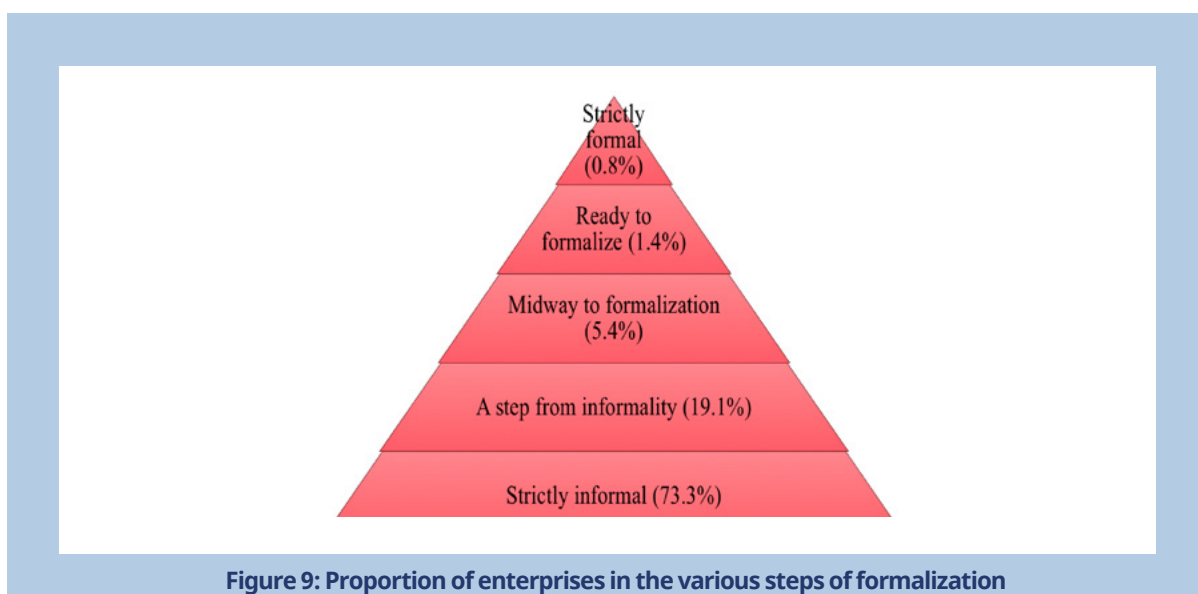 Strictly
formal
(0.8%)
Ready to
formalize (1.4%)
Midway to formalization
(5.4%)
A step from informality (19.1%)
Strictly informal (73.3%)
Figure 9: Proportion of enterprises in the various steps of formalization